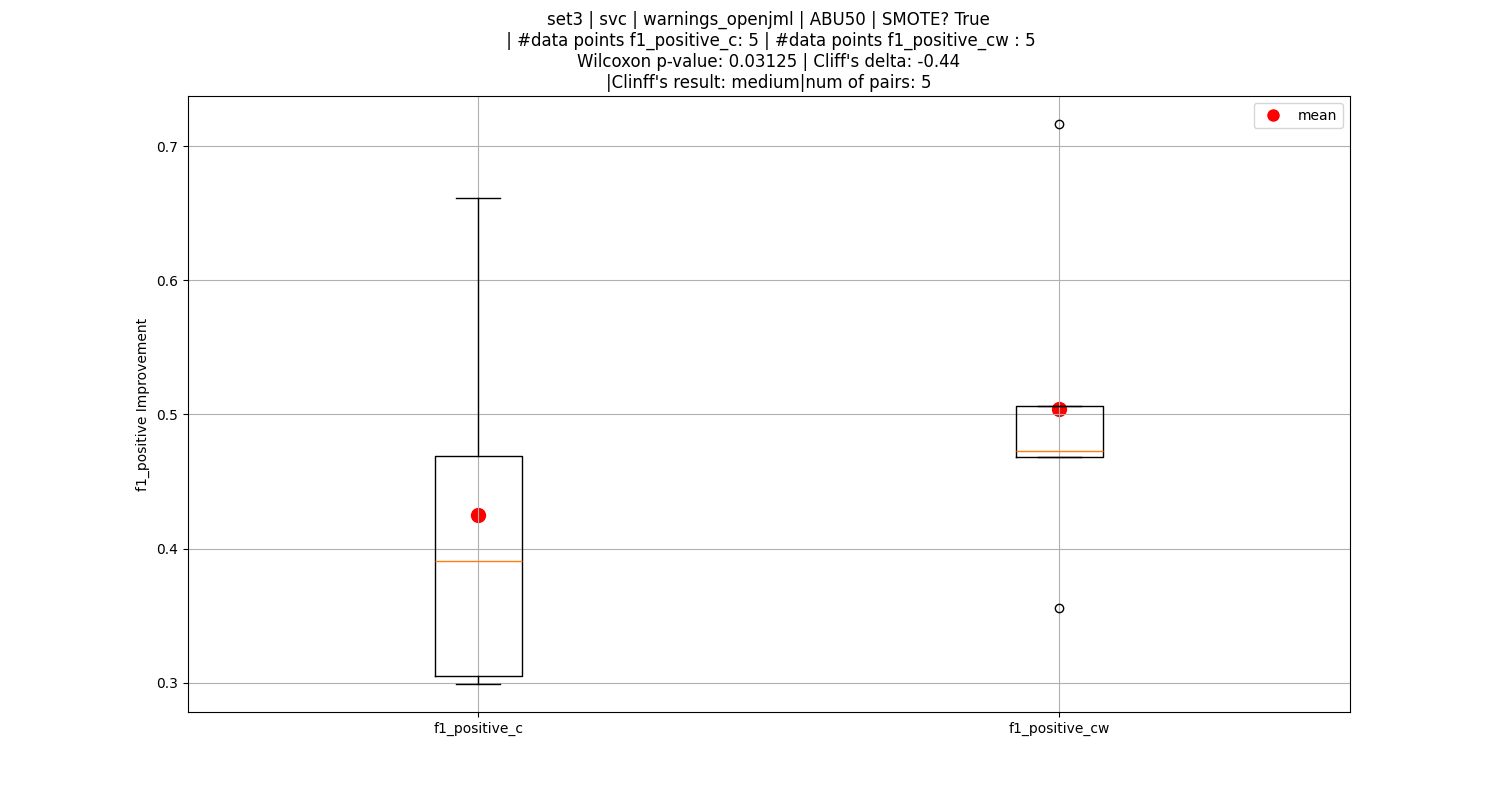 set3 | svc | warnings_openjml | ABU50 | SMOTE? True
| #data points f1_positive_c: 5 | #data points f1_positive_cw : 5
Wilcoxon p-value: 0.03125 | Cliff's delta: -0.44
|Clinff's result: medium|num of pairs: 5
mean
0.7
0.6
0.5
0.4
0.3
f1_positive Improvement
f1_positive_c
f1_positive_cw